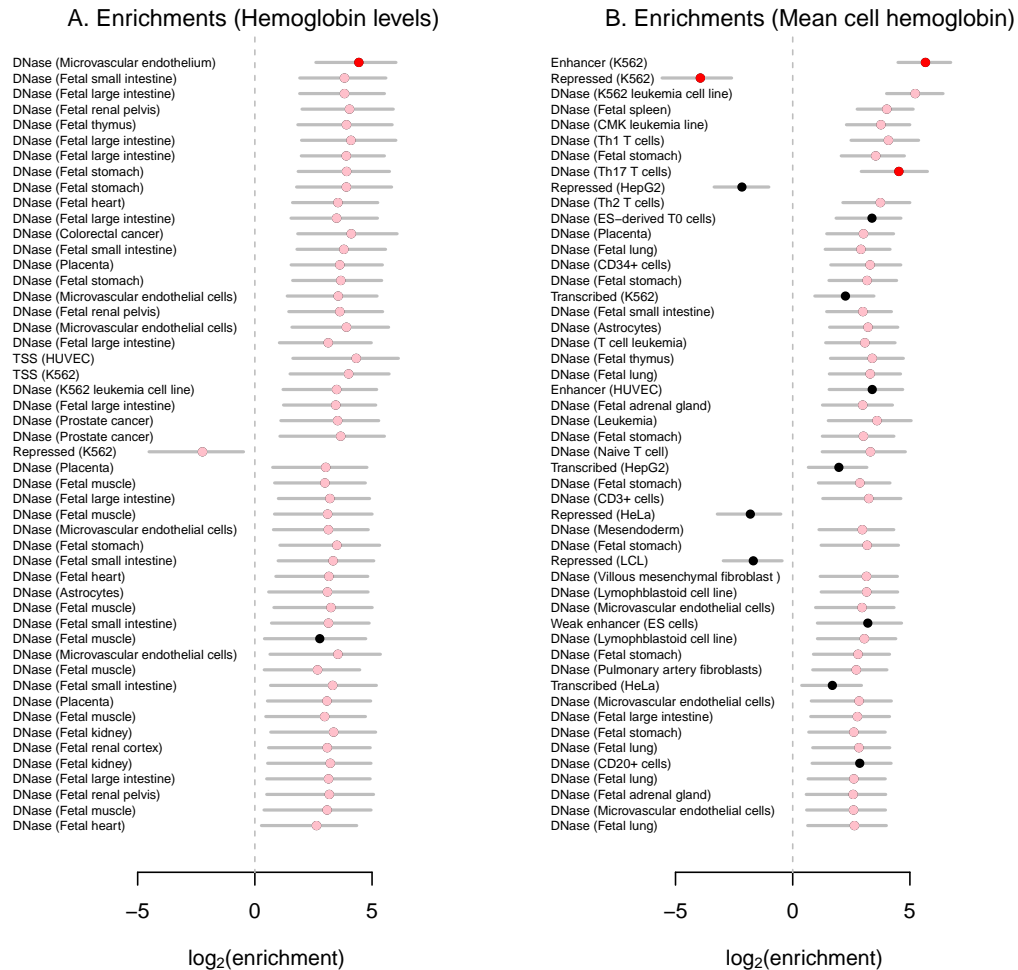 A. Enrichments (Hemoglobin levels)
DNase (Microvascular endothelium)
DNase (Fetal small intestine)
DNase (Fetal large intestine)
DNase (Fetal renal pelvis)
DNase (Fetal thymus)
DNase (Fetal large intestine)
DNase (Fetal large intestine)
DNase (Fetal stomach)
DNase (Fetal stomach)
DNase (Fetal heart)
DNase (Fetal large intestine)
DNase (Colorectal cancer)
DNase (Fetal small intestine)
DNase (Placenta)
DNase (Fetal stomach)
DNase (Microvascular endothelial cells)
DNase (Fetal renal pelvis)
DNase (Microvascular endothelial cells)
DNase (Fetal large intestine)
TSS (HUVEC)
TSS (K562)
DNase (K562 leukemia cell line)
DNase (Fetal large intestine)
DNase (Prostate cancer)
DNase (Prostate cancer)
Repressed (K562)
DNase (Placenta)
DNase (Fetal muscle)
DNase (Fetal large intestine)
DNase (Fetal muscle)
DNase (Microvascular endothelial cells)
DNase (Fetal stomach)
DNase (Fetal small intestine)
DNase (Fetal heart)
DNase (Astrocytes)
DNase (Fetal muscle)
DNase (Fetal small intestine)
DNase (Fetal muscle)
DNase (Microvascular endothelial cells)
DNase (Fetal muscle)
DNase (Fetal small intestine)
DNase (Placenta)
DNase (Fetal muscle)
DNase (Fetal kidney)
DNase (Fetal renal cortex)
DNase (Fetal kidney)
DNase (Fetal large intestine)
DNase (Fetal renal pelvis)
DNase (Fetal muscle)
DNase (Fetal heart)
−5 0 5
log₂(enrichment)
B. Enrichments (Mean cell hemoglobin)
Enhancer (K562)
Repressed (K562)
DNase (K562 leukemia cell line)
DNase (Fetal spleen)
DNase (CMK leukemia line)
DNase (Th1 T cells)
DNase (Fetal stomach)
DNase (Th17 T cells)
Repressed (HepG2)
DNase (Th2 T cells)
DNase (ES−derived T0 cells)
DNase (Placenta)
DNase (Fetal lung)
DNase (CD34+ cells)
DNase (Fetal stomach)
Transcribed (K562)
DNase (Fetal small intestine)
DNase (Astrocytes)
DNase (T cell leukemia)
DNase (Fetal thymus)
DNase (Fetal lung)
Enhancer (HUVEC)
DNase (Fetal adrenal gland)
DNase (Leukemia)
DNase (Fetal stomach)
DNase (Naive T cell)
Transcribed (HepG2)
DNase (Fetal stomach)
DNase (CD3+ cells)
Repressed (HeLa)
DNase (Mesendoderm)
DNase (Fetal stomach)
Repressed (LCL)
DNase (Villous mesenchymal fibroblast )
DNase (Lymphoblastoid cell line)
DNase (Microvascular endothelial cells)
Weak enhancer (ES cells)
DNase (Lymphoblastoid cell line)
DNase (Fetal stomach)
DNase (Pulmonary artery fibroblasts)
Transcribed (HeLa)
DNase (Microvascular endothelial cells)
DNase (Fetal large intestine)
DNase (Fetal stomach)
DNase (Fetal lung)
DNase (CD20+ cells)
DNase (Fetal lung)
DNase (Fetal adrenal gland)
DNase (Microvascular endothelial cells)
DNase (Fetal lung)
−5 0 5
log₂(enrichment)